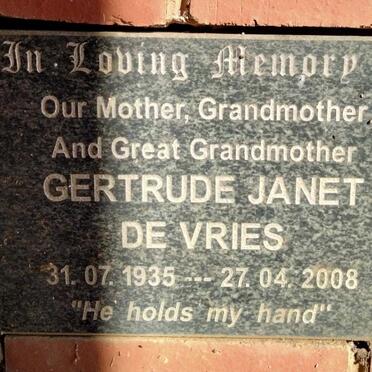 In Loving Memory
Our Mother, Grandmother
And Great Grandmother
GERTRUDE JANET
DE VRIES
31. 07. 1935 --- 27. 04. 2008
"He holds my hand"